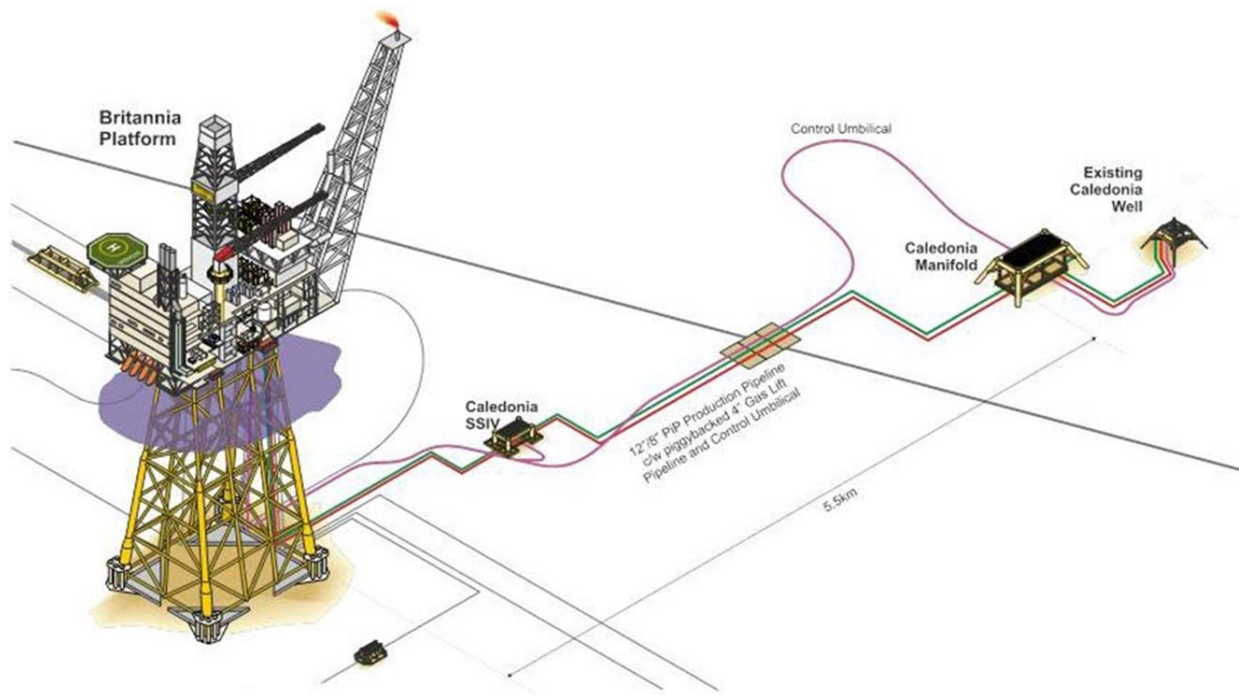 Britannia
Platform
H
Control Umbilical
Existing
Caledonia
Well
Caledonia
Manifold
Caledonia
SSIV
12"/8" PiP Production Pipeline
c/w piggybacked 4" Gas Lift
Pipeline and Control Umbilical
5.5km